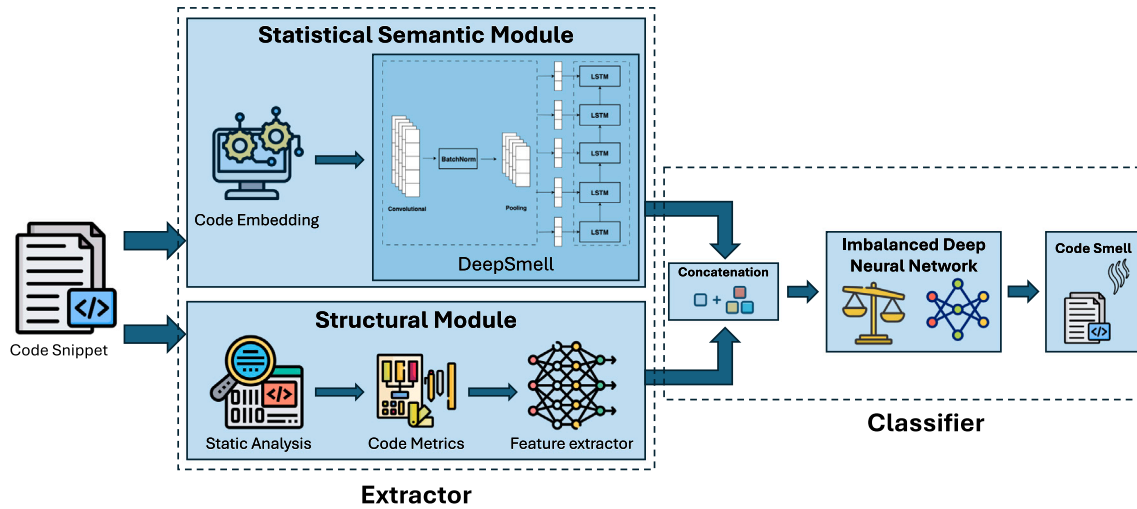 Statistical Semantic Module
Code Embedding
Convolutional
BatchNorm
Pooling
LSTM
LSTM
LSTM
LSTM
LSTM
DeepSmell
</>
Code Snippet
Structural Module
</>
Static Analysis
Code Metrics
Feature extractor
Extractor
Concatenation
+
Imbalanced Deep
Neural Network
Code Smell
</>
Classifier